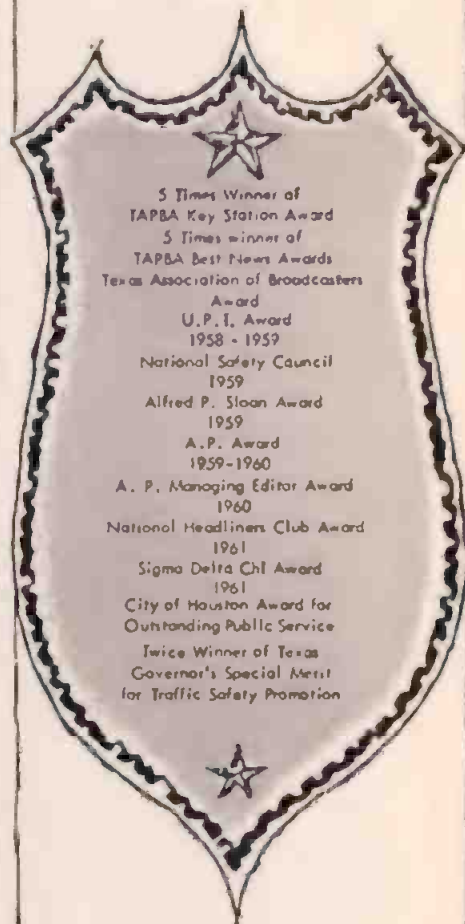 5 Times Winner of
TAPBA Key Station Award
5 Times winner of
TAPBA Best News Awards
Texas Association of Broadcasters
Award
U.P.I. Award
1958 - 1959
National Safety Council
1959
Alfred P. Sloan Award
1959
A.P. Award
1959-1960
A. P. Managing Editor Award
1960
National Headliners Club Award
1961
Sigma Delta Chi Award
1961
City of Houston Award for
Outstanding Public Service
Twice Winner of Texas
Governor's Special Merit
for Traffic Safety Promotion